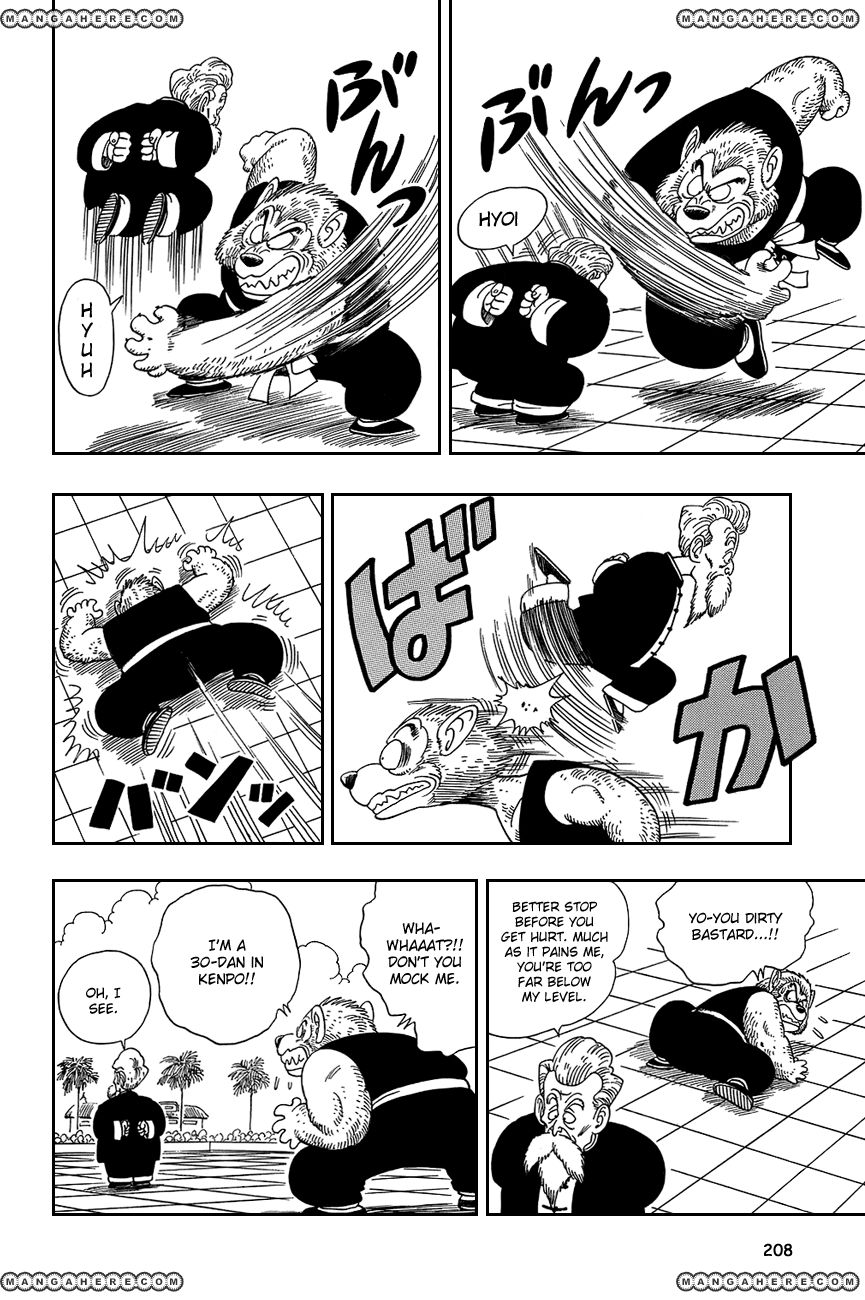 MANGAHERE.COM
MANGAHERE.COM
ぶんっ
HYOI
ぶんっ
HYUH
ばか
バンッ
YO-YOU DIRTY
BASTARD...!!
BETTER STOP
BEFORE YOU
GET HURT. MUCH
AS IT PAINS ME,
YOU'RE TOO
FAR BELOW
MY LEVEL.
WHA-
WHAAAT?!!
DON'T YOU
MOCK ME.
I'M A
30-DAN IN
KENPO!!
OH, I
SEE.
208
MANGAHERE.COM
MANGAHERE.COM